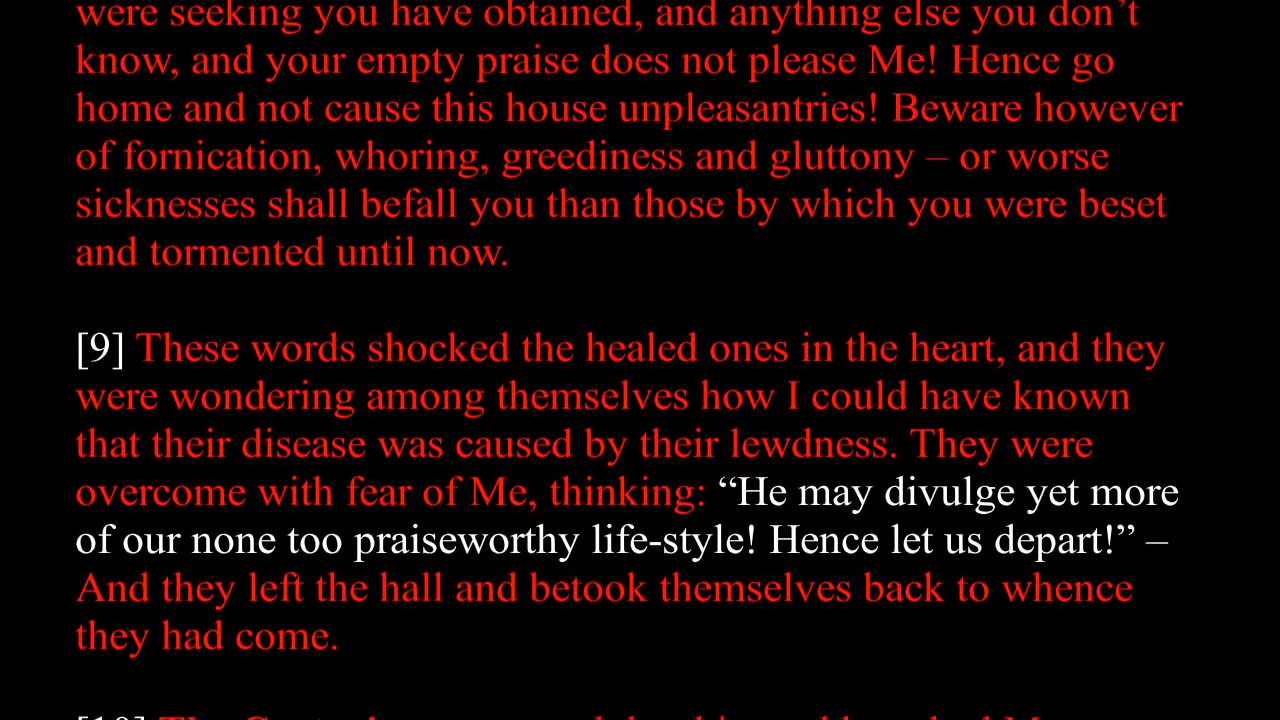 were seeking you have obtained, and anything else you don’t
know, and your empty praise does not please Me! Hence go
home and not cause this house unpleasantries! Beware however
of fornication, whoring, greediness and gluttony – or worse
sicknesses shall befall you than those by which you were beset
and tormented until now.
[9] These words shocked the healed ones in the heart, and they
were wondering among themselves how I could have known
that their disease was caused by their lewdness. They were
overcome with fear of Me, thinking: “He may divulge yet more
of our none too praiseworthy life-style! Hence let us depart!” –
And they left the hall and betook themselves back to whence
they had come.
[10]